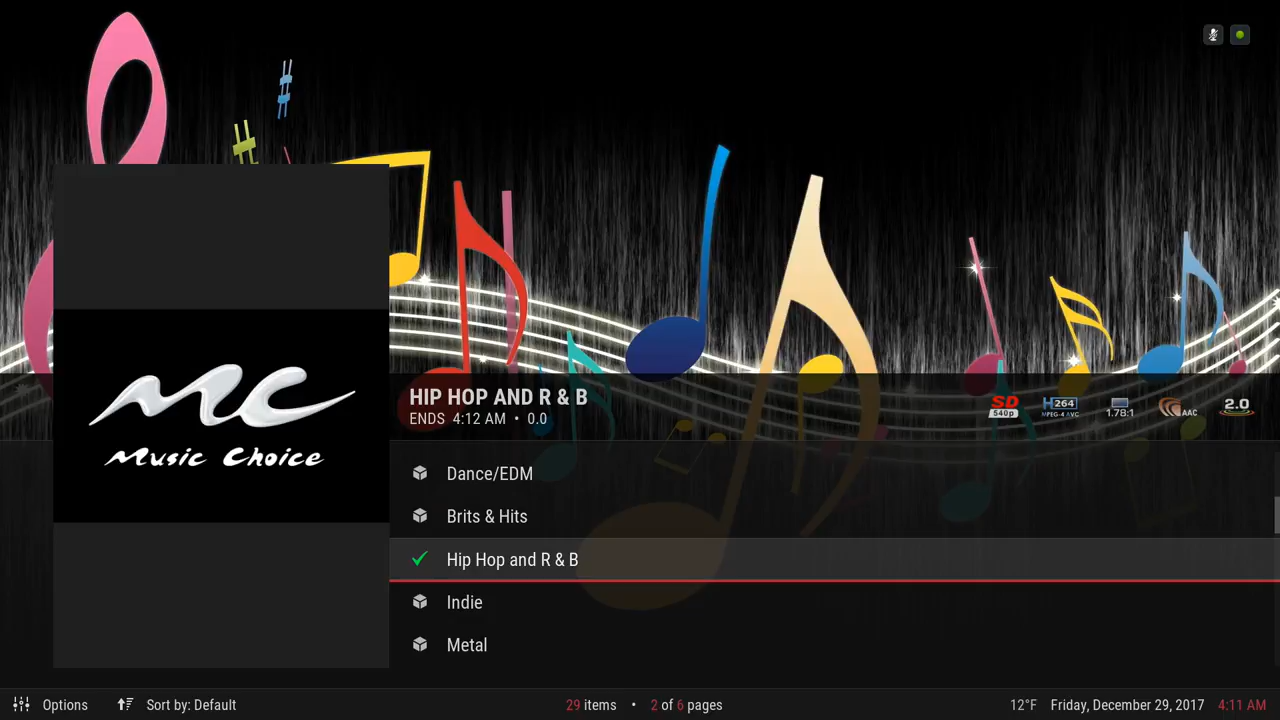 MC
Music Choice
HIP HOP AND R & B
ENDS 4:12 AM • 0.0
SD
540p
H264
MPEG-4 AVC
1.78:1
AAC
2.0
Dance/EDM
Brits & Hits
Hip Hop and R & B
Indie
Metal
Options
Sort by: Default
29 items • 2 of 6 pages
12°F Friday, December 29, 2017 4:11 AM